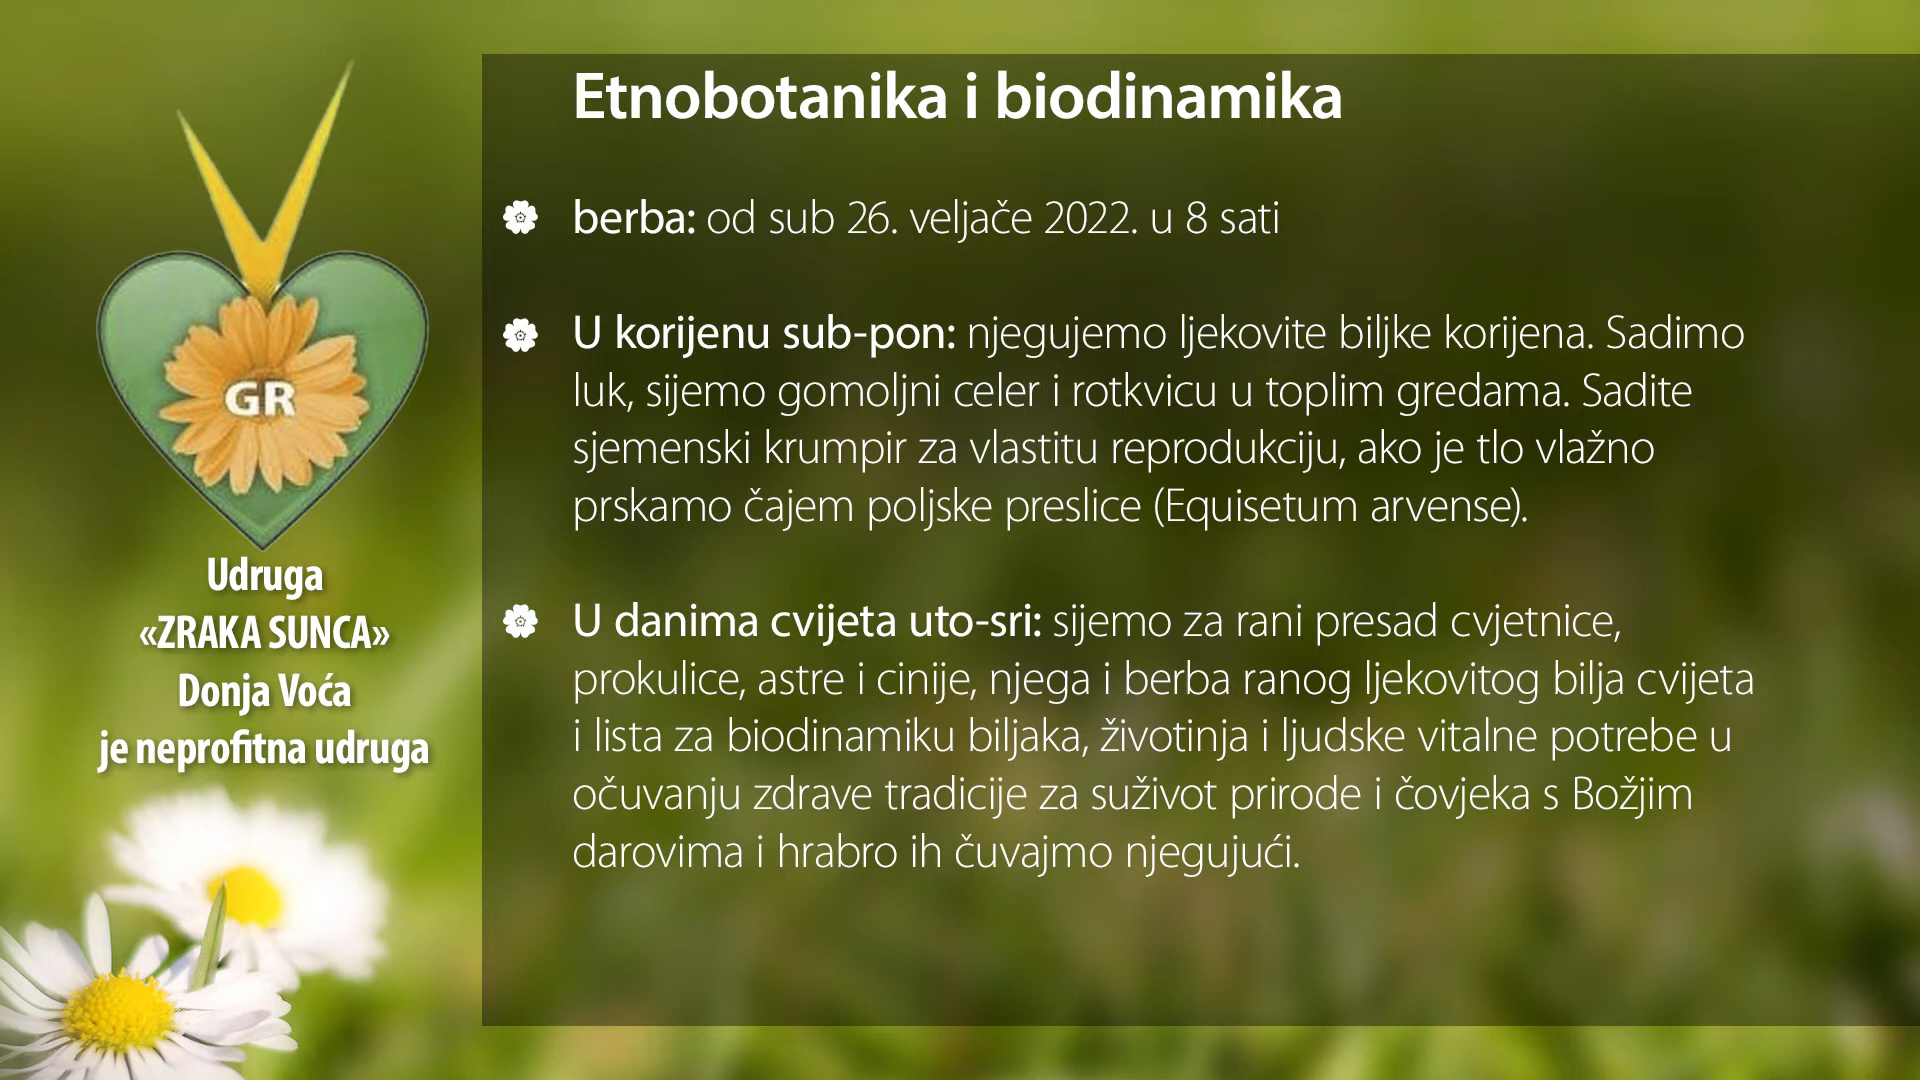 Etnobotanika i biodinamika
berba: od sub 26. veljače 2022. u 8 sati
U korijenu sub-pon: njegujemo ljekovite biljke korijena. Sadimo
luk, sijemo gomoljni celer i rotkvicu u toplim gredama. Sadite
sjemenski krumpir za vlastitu reprodukciju, ako je tlo vlažno
prskamo čajem poljske preslice (Equisetum arvense).
U danima cvijeta uto-sri: sijemo za rani presad cvjetnice,
prokulice, astre i cinije, njega i berba ranog ljekovitog bilja cvijeta
i lista za biodinamiku biljaka, životinja i ljudske vitalne potrebe u
očuvanju zdrave tradicije za suživot prirode i čovjeka s Božjim
darovima i hrabro ih čuvajmo njegujući.
GR
Udruga
«ZRAKA SUNCA»
Donja Voća
je neprofitna udruga